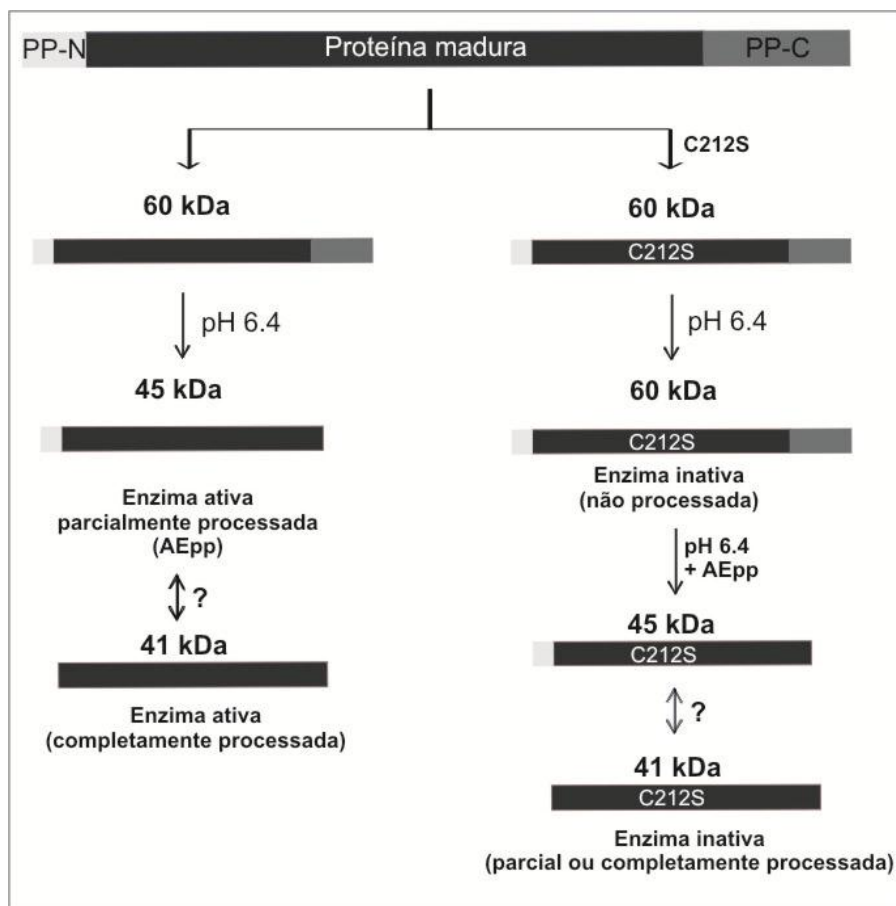 PP-N Proteína madura PP-C
C212S
60 kDa
60 kDa
C212S
pH 6.4
pH 6.4
45 kDa
60 kDa
C212S
Enzima ativa
parcialmente processada
(AEpp)
Enzima inativa
(não processada)
pH 6.4
+ AEpp
?
41 kDa
45 kDa
C212S
Enzima ativa
(completamente processada)
?
41 kDa
C212S
Enzima inativa
(parcial ou completamente processada)